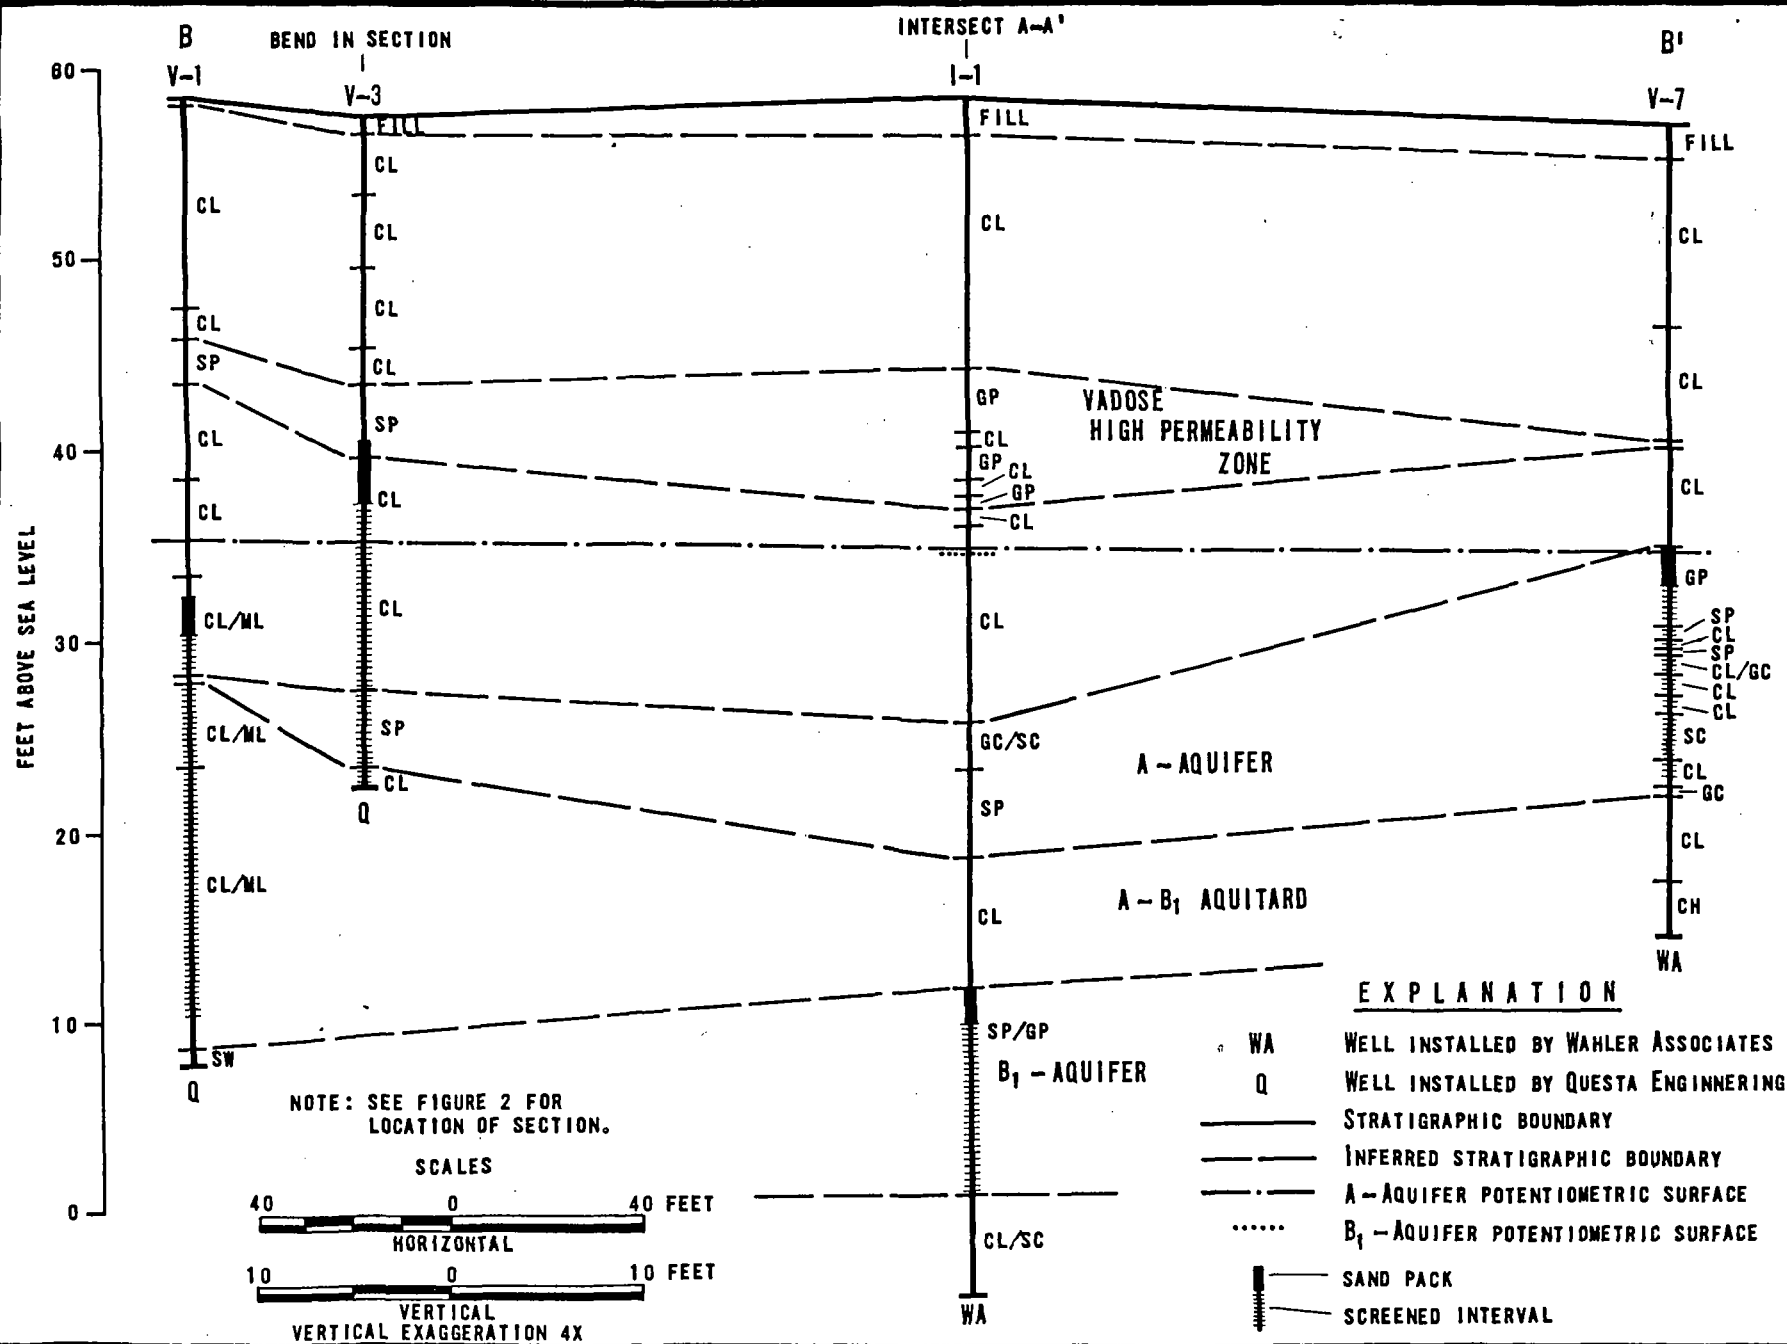 B
BEND IN SECTION
INTERSECT A-A'
B'
V-1
V-3
I-1
V-7
60
50
40
30
20
10
0
FEET ABOVE SEA LEVEL
CL
CL
SP
CL
CL
CL/ML
CL/ML
CL/ML
SW
Q
FILL
CL
CL
CL
CL
SP
CL
CL
SP
CL
Q
FILL
CL
GP
CL
GP
CL
GP
CL
CL
GC/SC
SP
CL
SP/GP
CL/SC
WA
VADOSE
HIGH PERMEABILITY
ZONE
A-AQUIFER
A-B1 AQUITARD
B1-AQUIFER
FILL
CL
CL
CL
GP
SP
CL
SP
CL/GC
CL
CL
SC
CL
GC
CL
CH
WA
NOTE: SEE FIGURE 2 FOR
LOCATION OF SECTION.
SCALES
40 0 40 FEET
HORIZONTAL
10 0 10 FEET
VERTICAL
VERTICAL EXAGGERATION 4X
EXPLANATION
WA WELL INSTALLED BY WAHLER ASSOCIATES
Q WELL INSTALLED BY QUESTA ENGINNERING
STRATIGRAPHIC BOUNDARY
INFERRED STRATIGRAPHIC BOUNDARY
A-AQUIFER POTENTIOMETRIC SURFACE
B1-AQUIFER POTENTIOMETRIC SURFACE
SAND PACK
SCREENED INTERVAL